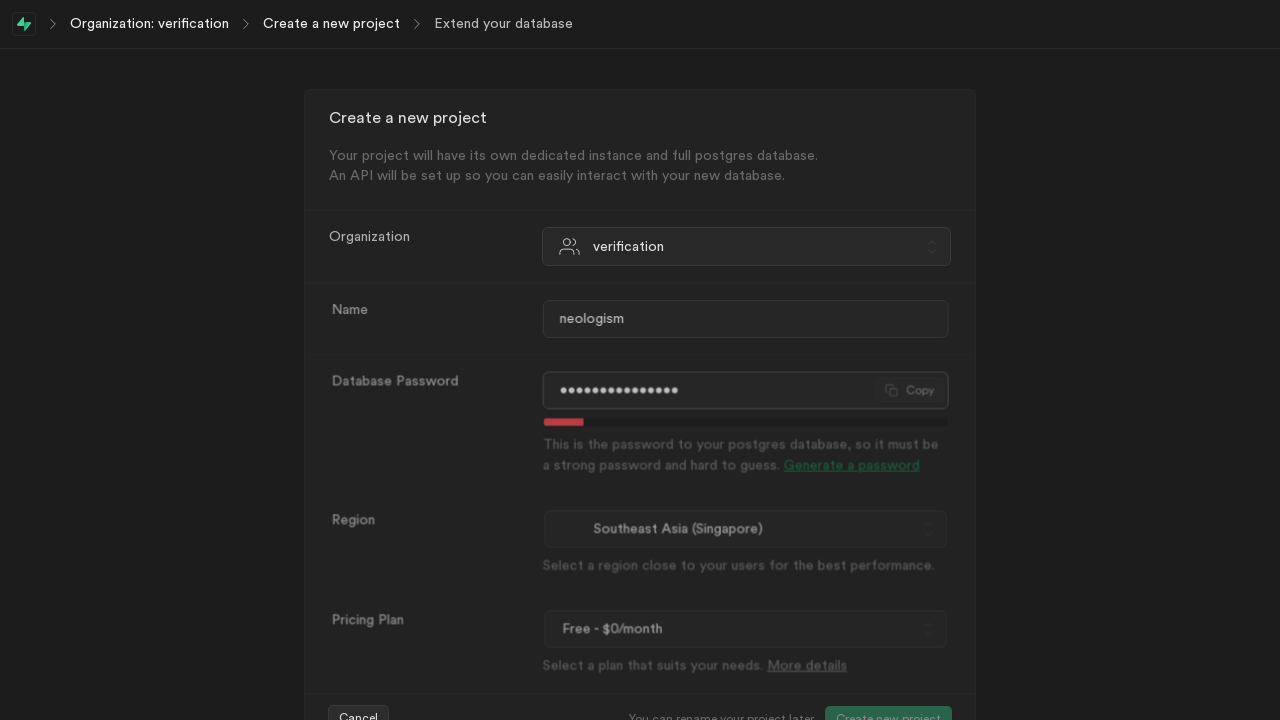 Organization: verification
Create a new project
Extend your database
Create a new project
Your project will have its own dedicated instance and full postgres database.
An API will be set up so you can easily interact with your new database.
Organization
verification
Name
neologism
Database Password
•••••••••••••••
Copy
This is the password to your postgres database, so it must be
a strong password and hard to guess. Generate a password
Region
Southeast Asia (Singapore)
Select a region close to your users for the best performance.
Pricing Plan
Free - $0/month
Select a plan that suits your needs. More details
Cancel
You can rename your project later
Create new project